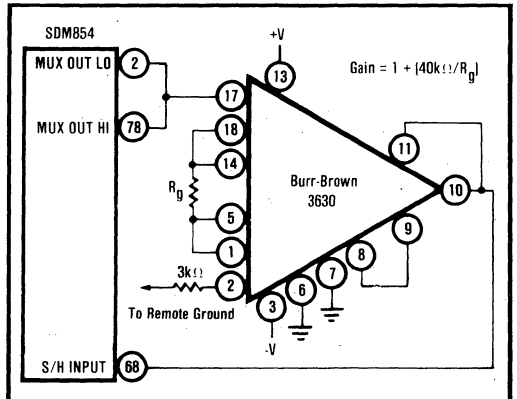 SDM854
MUX OUT LO
2
MUX OUT HI
78
S/H INPUT
68
+V
13
Gain = 1 + (40kΩ/Rg)
17
18
14
Rg
5
1
3kΩ
2
To Remote Ground
Burr-Brown
3630
11
10
9
8
7
6
3
-V